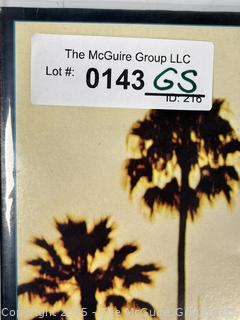 The McGuire Group LLC
Lot #: 0143 GS
ID: 216